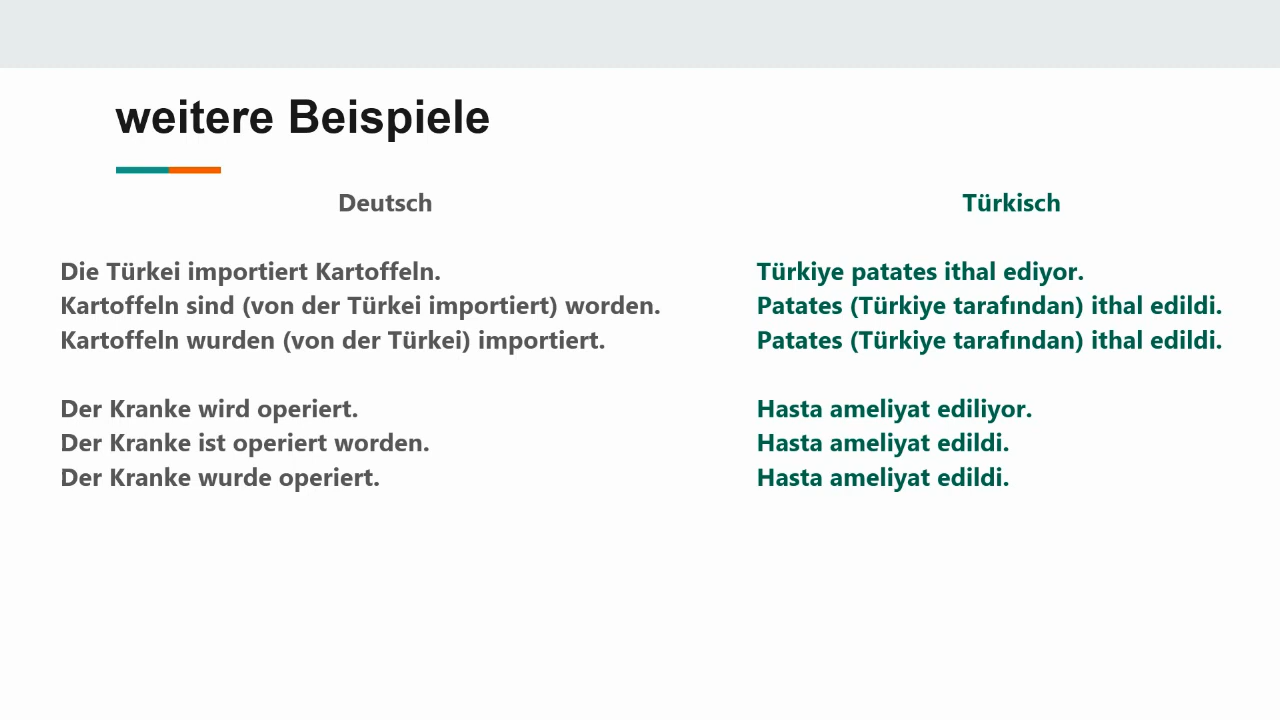 weitere Beispiele
Deutsch
Die Türkei importiert Kartoffeln.
Kartoffeln sind (von der Türkei importiert) worden.
Kartoffeln wurden (von der Türkei) importiert.
Der Kranke wird operiert.
Der Kranke ist operiert worden.
Der Kranke wurde operiert.
Türkisch
Türkiye patates ithal ediyor.
Patates (Türkiye tarafından) ithal edildi.
Patates (Türkiye tarafından) ithal edildi.
Hasta ameliyat ediliyor.
Hasta ameliyat edildi.
Hasta ameliyat edildi.